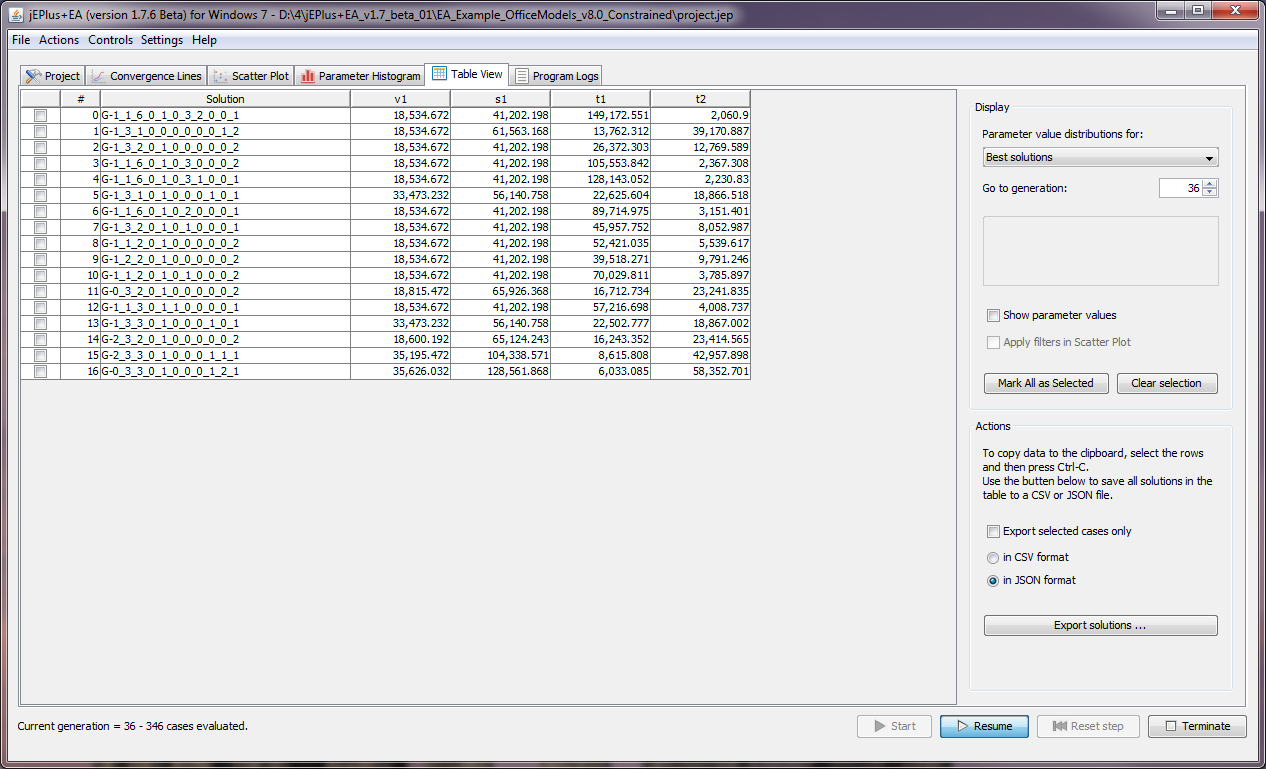 jEPlus+EA (version 1.7.6 Beta) for Windows 7 - D:\4\jEPlus+EA_v1.7_beta_01\EA_Example_OfficeModels_v8.0_Constrained\project.jep
File Actions Controls Settings Help
Project Convergence Lines Scatter Plot Parameter Histogram Table View Program Logs
# Solution v1 s1 t1 t2
0 G-1_1_6_0_1_0_3_2_0_0_1 18,534.672 41,202.198 149,172.551 2,060.9
1 G-1_3_1_0_0_0_0_0_0_1_2 18,534.672 61,563.168 13,762.312 39,170.887
2 G-1_3_2_0_1_0_0_0_0_0_2 18,534.672 41,202.198 26,372.303 12,769.589
3 G-1_1_6_0_1_0_3_0_0_0_2 18,534.672 41,202.198 105,553.842 2,367.308
4 G-1_1_6_0_1_0_3_1_0_0_1 18,534.672 41,202.198 128,143.052 2,230.83
5 G-1_3_1_0_1_0_0_0_1_0_1 33,473.232 56,140.758 22,625.604 18,866.518
6 G-1_1_6_0_1_0_2_0_0_0_1 18,534.672 41,202.198 89,714.975 3,151.401
7 G-1_3_2_0_1_0_1_0_0_0_1 18,534.672 41,202.198 45,957.752 8,052.987
8 G-1_1_2_0_1_0_0_0_0_0_2 18,534.672 41,202.198 52,421.035 5,539.617
9 G-1_2_2_0_1_0_0_0_0_0_2 18,534.672 41,202.198 39,518.271 9,791.246
10 G-1_1_2_0_1_0_1_0_0_0_2 18,534.672 41,202.198 70,029.811 3,785.897
11 G-0_3_2_0_1_0_0_0_0_0_2 18,815.472 65,926.368 16,712.734 23,241.835
12 G-1_1_3_0_1_1_0_0_0_0_1 18,534.672 41,202.198 57,216.698 4,008.737
13 G-1_3_3_0_1_0_0_0_1_0_1 33,473.232 56,140.758 22,502.777 18,867.002
14 G-2_3_2_0_1_0_0_0_0_0_2 18,600.192 65,124.243 16,243.352 23,414.565
15 G-2_3_3_0_1_0_0_0_1_1_1 35,195.472 104,338.571 8,615.808 42,957.898
16 G-0_3_3_0_1_0_0_0_1_2_1 35,626.032 128,561.868 6,033.085 58,352.701
Display
Parameter value distributions for:
Best solutions
Go to generation: 36
Show parameter values
Apply filters in Scatter Plot
Mark All as Selected Clear selection
Actions
To copy data to the clipboard, select the rows
and then press Ctrl-C.
Use the butten below to save all solutions in the
table to a CSV or JSON file.
Export selected cases only
in CSV format
in JSON format
Export solutions ...
Current generation = 36 - 346 cases evaluated.
Start Resume Reset step Terminate